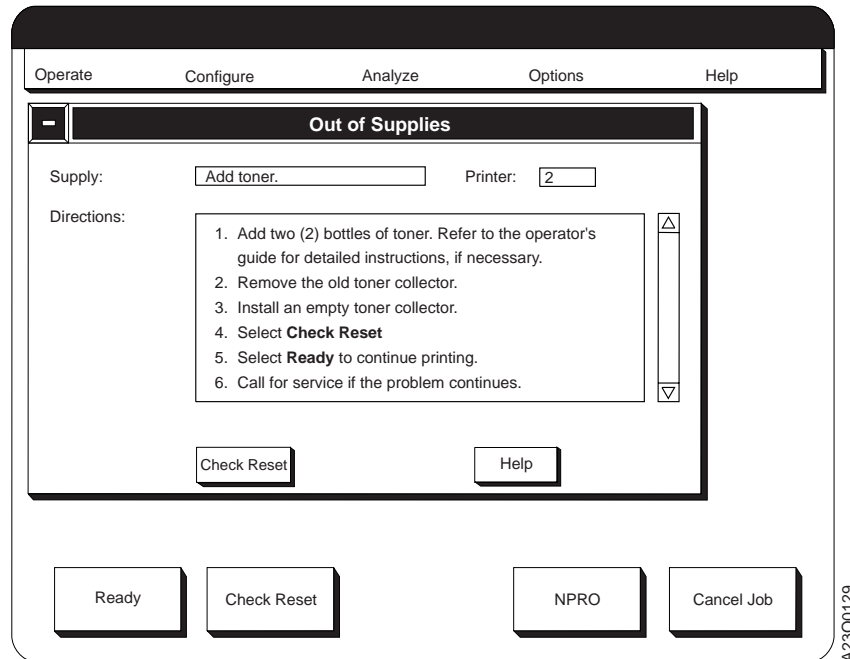 Operate Configure Analyze Options Help
Out of Supplies
Supply: Add toner. Printer: 2
Directions:
1. Add two (2) bottles of toner. Refer to the operator's
guide for detailed instructions, if necessary.
2. Remove the old toner collector.
3. Install an empty toner collector.
4. Select Check Reset
5. Select Ready to continue printing.
6. Call for service if the problem continues.
Check Reset Help
Ready Check Reset NPRO Cancel Job
A23O0129